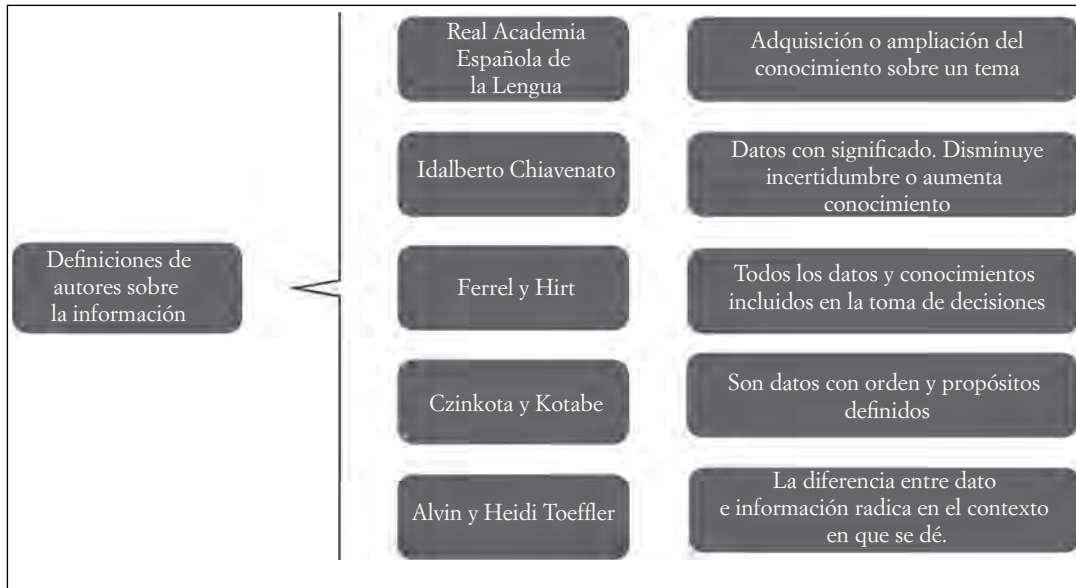 Definiciones de
autores sobre
la información
Real Academia
Española de
la Lengua
Adquisición o ampliación del
conocimiento sobre un tema
Idalberto Chiavenato
Datos con significado. Disminuye
incertidumbre o aumenta
conocimiento
Ferrel y Hirt
Todos los datos y conocimientos
incluidos en la toma de decisiones
Czinkota y Kotabe
Son datos con orden y propósitos
definidos
Alvin y Heidi Toeffler
La diferencia entre dato
e información radica en el contexto
en que se dé.